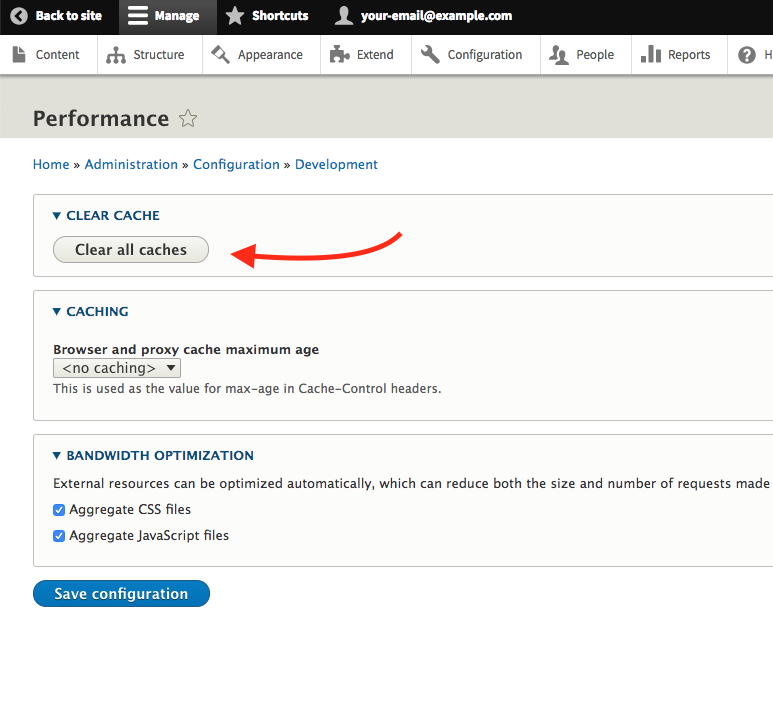 Back to site Manage Shortcuts your-email@example.com
Content Structure Appearance Extend Configuration People Reports H
Performance
Home » Administration » Configuration » Development
▼ CLEAR CACHE
Clear all caches
▼ CACHING
Browser and proxy cache maximum age
<no caching> ▼
This is used as the value for max-age in Cache-Control headers.
▼ BANDWIDTH OPTIMIZATION
External resources can be optimized automatically, which can reduce both the size and number of requests made
Aggregate CSS files
Aggregate JavaScript files
Save configuration